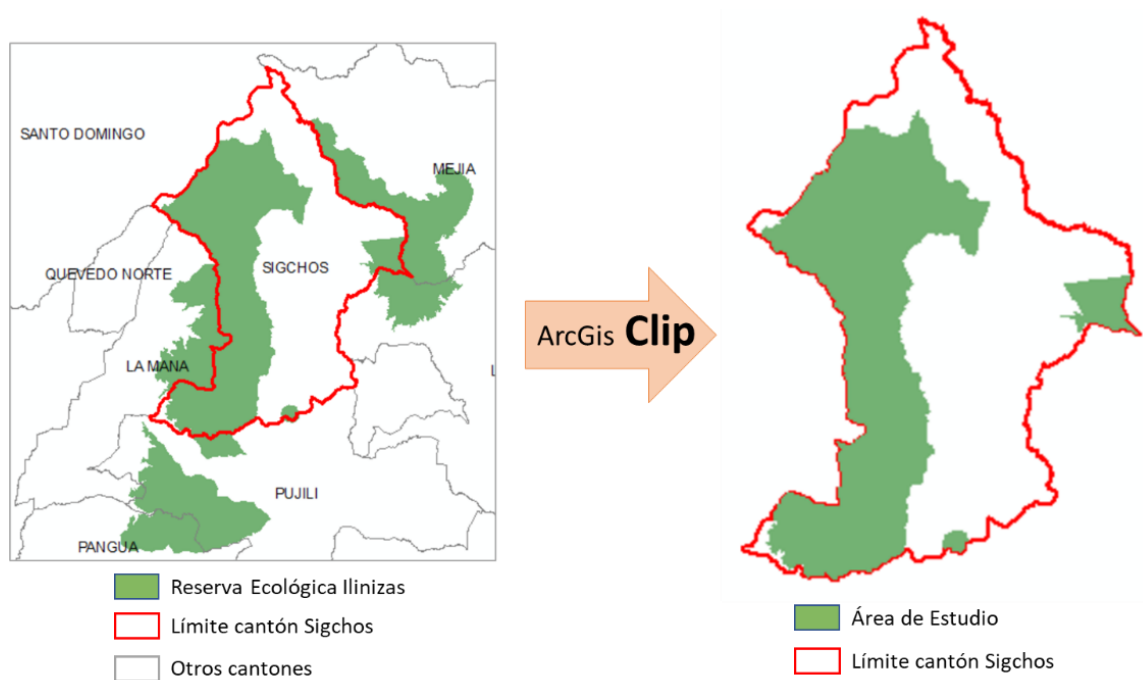 SANTO DOMINGO
MEJIA
QUEVEDO NORTE
SIGCHOS
LA MANA
L
PUJILI
PANGUA
Reserva Ecológica Ilinizas
Límite cantón Sigchos
Otros cantones
ArcGis Clip
Área de Estudio
Límite cantón Sigchos